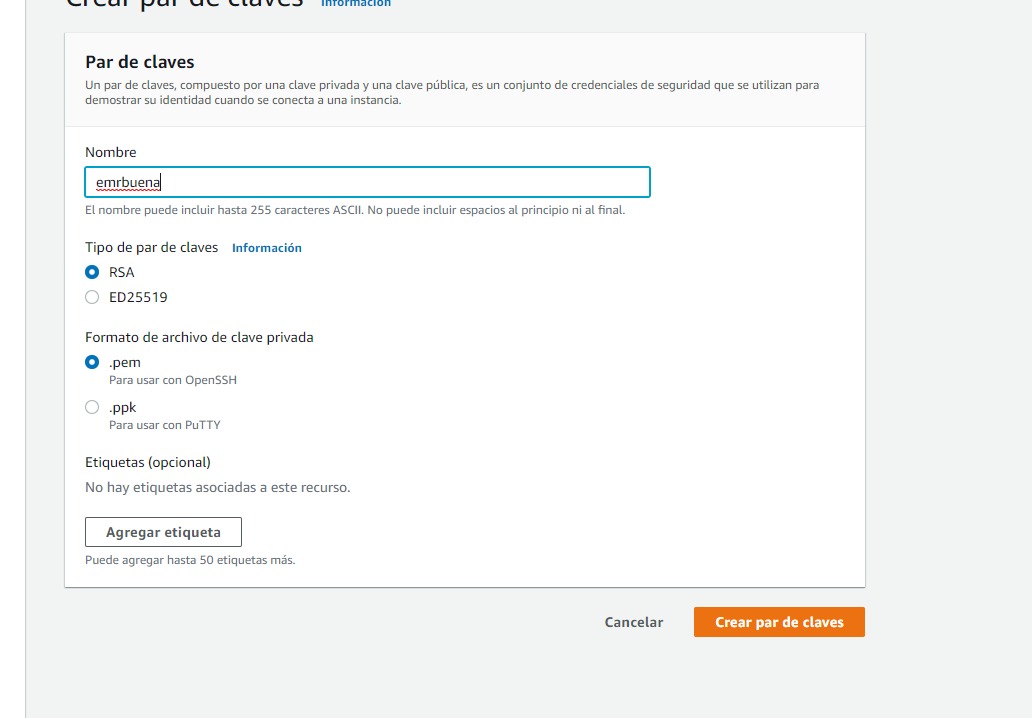 Crear par de claves Información
Par de claves
Un par de claves, compuesto por una clave privada y una clave pública, es un conjunto de credenciales de seguridad que se utilizan para
demostrar su identidad cuando se conecta a una instancia.
Nombre
emrbuena
El nombre puede incluir hasta 255 caracteres ASCII. No puede incluir espacios al principio ni al final.
Tipo de par de claves Información
RSA
ED25519
Formato de archivo de clave privada
.pem
Para usar con OpenSSH
.ppk
Para usar con PuTTY
Etiquetas (opcional)
No hay etiquetas asociadas a este recurso.
Agregar etiqueta
Puede agregar hasta 50 etiquetas más.
Cancelar Crear par de claves